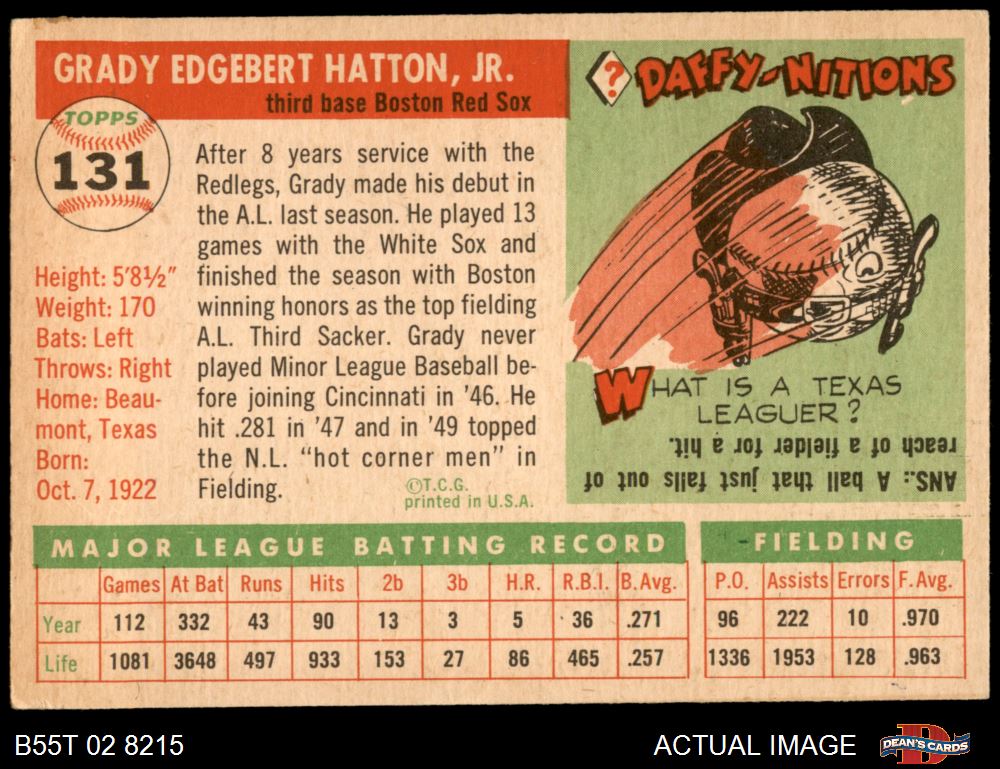 GRADY EDGEBERT HATTON, JR.
third base Boston Red Sox
TOPPS
131
Height: 5'8½"
Weight: 170
Bats: Left
Throws: Right
Home: Beau-
mont, Texas
Born:
Oct. 7, 1922
After 8 years service with the
Redlegs, Grady made his debut in
the A.L. last season. He played 13
games with the White Sox and
finished the season with Boston
winning honors as the top fielding
A.L. Third Sacker. Grady never
played Minor League Baseball be-
fore joining Cincinnati in '46. He
hit .281 in '47 and in '49 topped
the N.L. "hot corner men" in
Fielding.
©T.C.G.
printed in U.S.A.
? DAFFY-NITIONS
WHAT IS A TEXAS
LEAGUER?
ANS.: A ball that just falls out of
reach of a fielder for a hit.
MAJOR LEAGUE BATTING RECORD
Games At Bat Runs Hits 2b 3b H.R. R.B.I. B.Avg.
Year 112 332 43 90 13 3 5 36 .271
Life 1081 3648 497 933 153 27 86 465 .257
FIELDING
P.O. Assists Errors F.Avg.
96 222 10 .970
1336 1953 128 .963
B55T 02 8215
ACTUAL IMAGE
DEAN'S CARDS